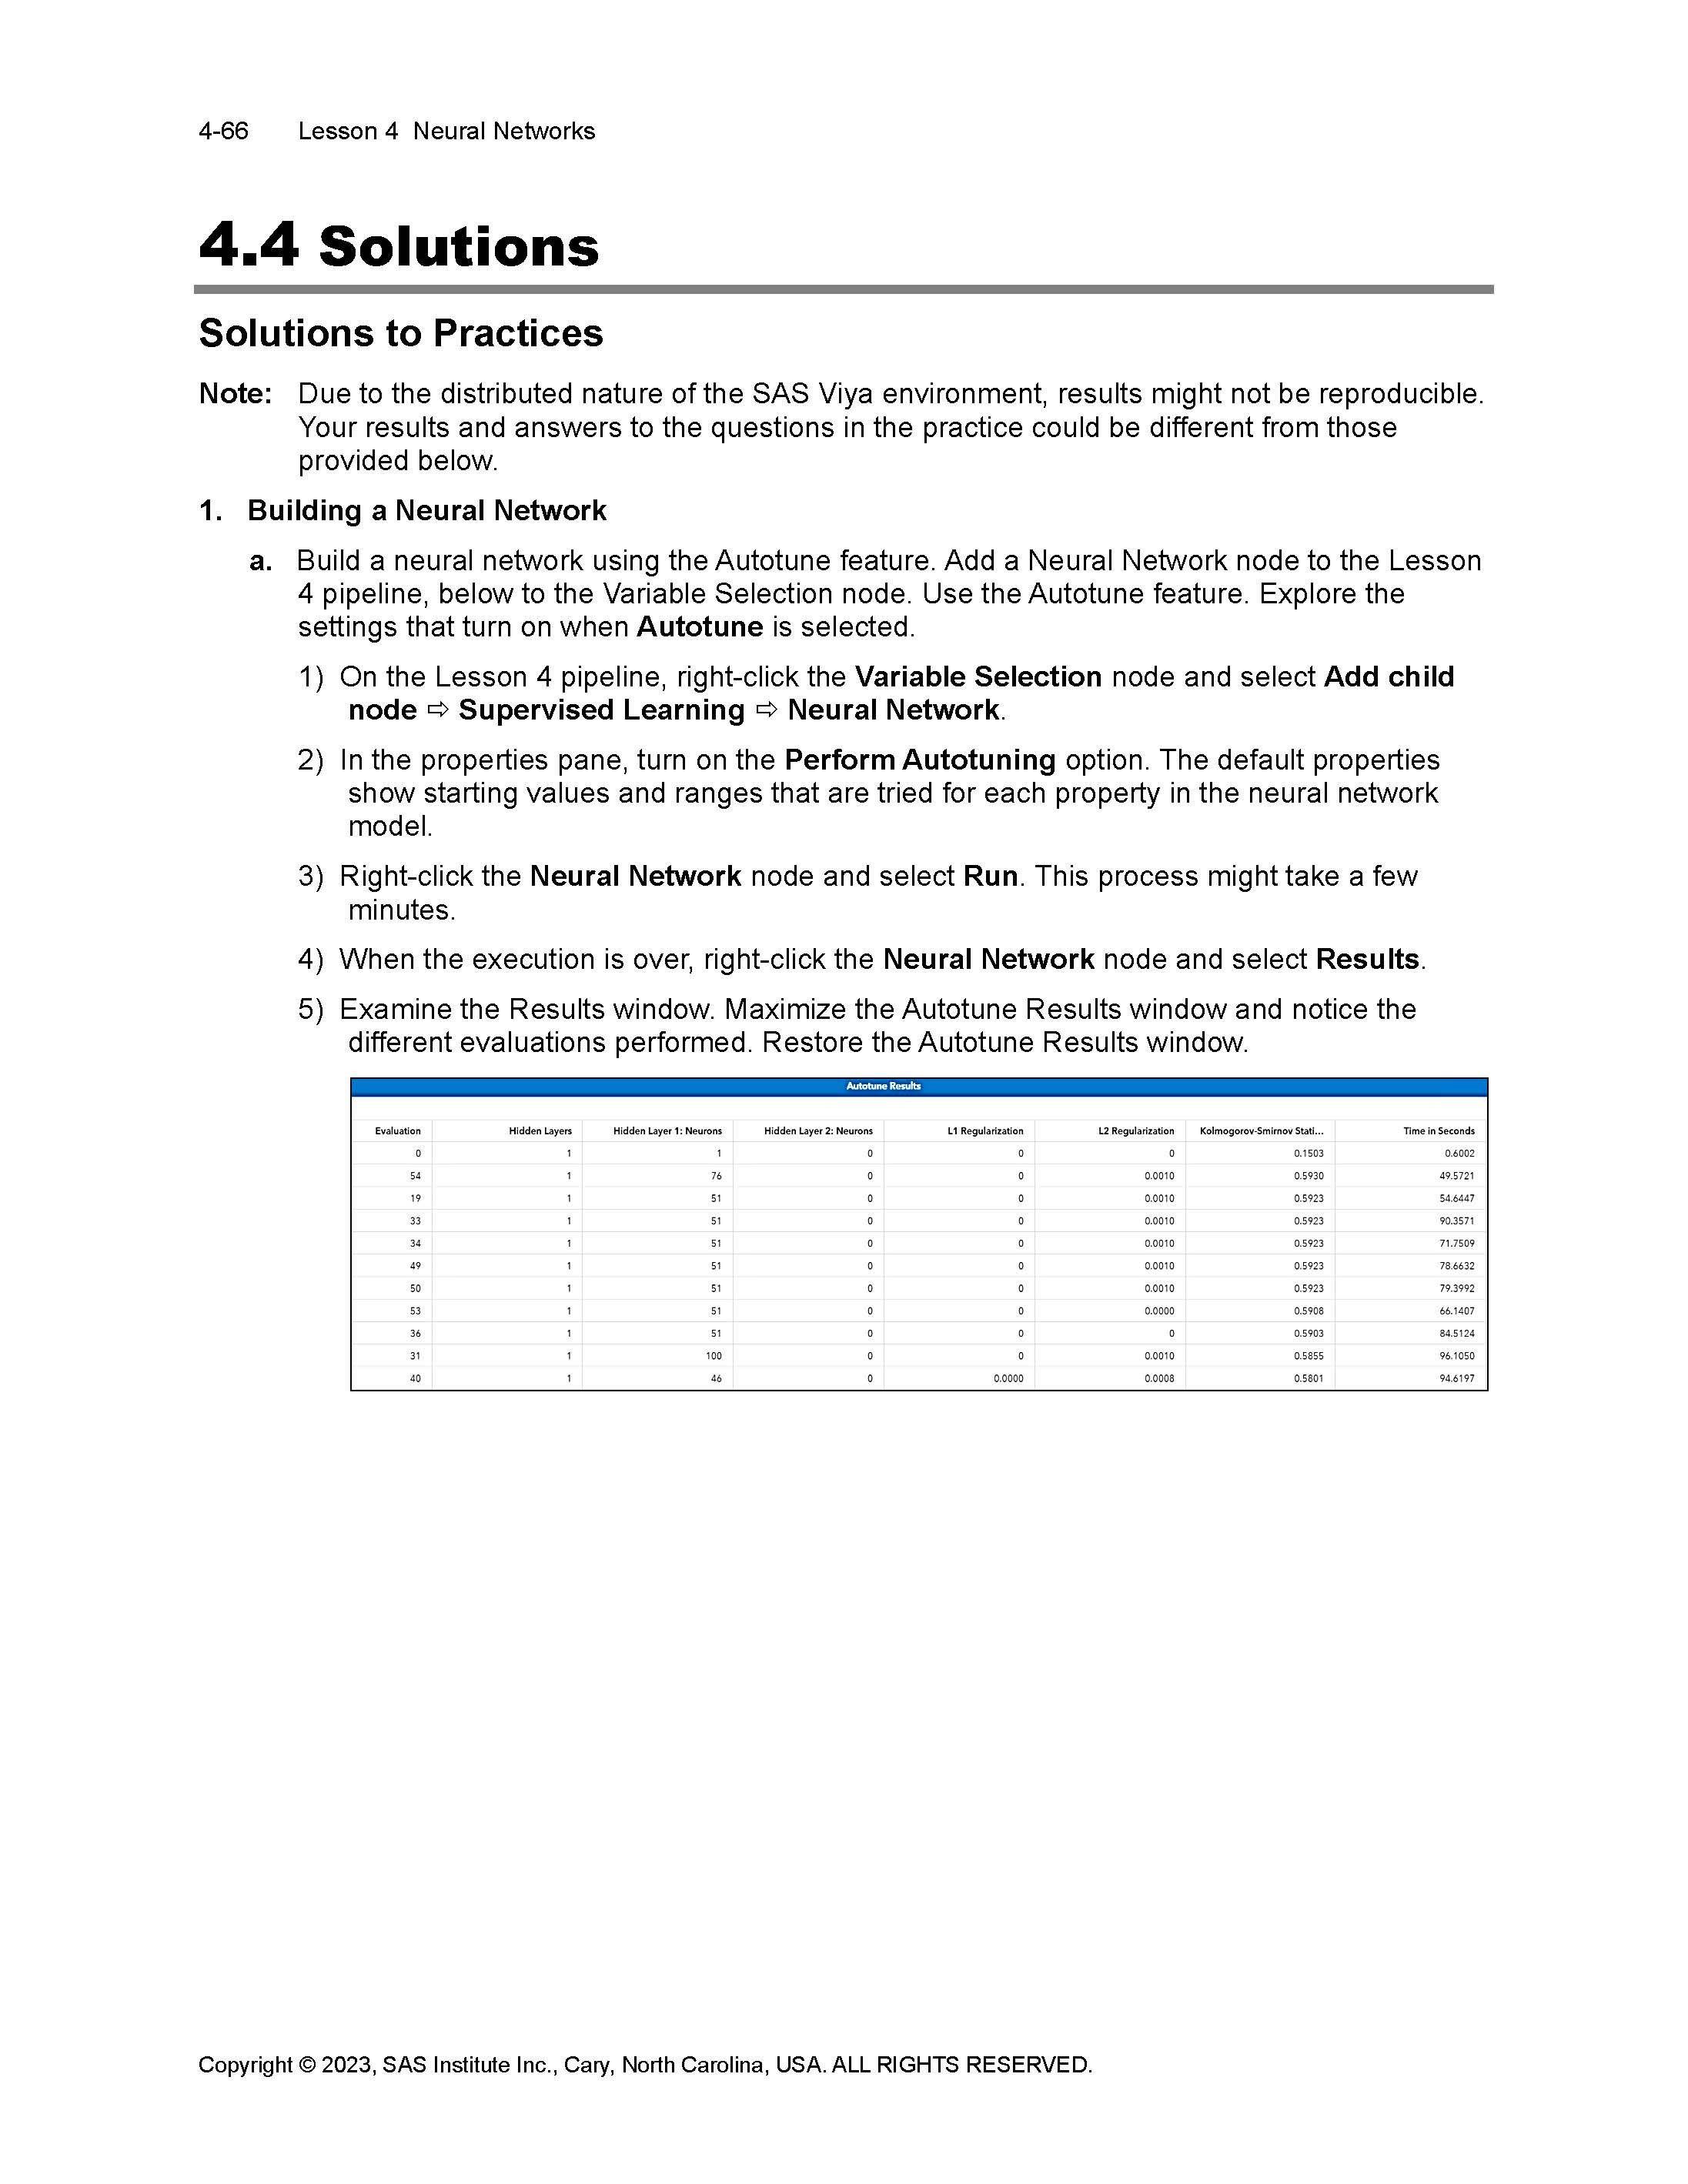 4-66 Lesson 4 Neural Networks
4.4 Solutions
Solutions to Practices
Note: Due to the distributed nature of the SAS Viya environment, results might not be reproducible.
Your results and answers to the questions in the practice could be different from those
provided below.
1. Building a Neural Network
a. Build a neural network using the Autotune feature. Add a Neural Network node to the Lesson
4 pipeline, below to the Variable Selection node. Use the Autotune feature. Explore the
settings that turn on when Autotune is selected.
1) On the Lesson 4 pipeline, right-click the Variable Selection node and select Add child
node ⇨ Supervised Learning ⇨ Neural Network.
2) In the properties pane, turn on the Perform Autotuning option. The default properties
show starting values and ranges that are tried for each property in the neural network
model.
3) Right-click the Neural Network node and select Run. This process might take a few
minutes.
4) When the execution is over, right-click the Neural Network node and select Results.
5) Examine the Results window. Maximize the Autotune Results window and notice the
different evaluations performed. Restore the Autotune Results window.
Autotune Results
Evaluation Hidden Layers Hidden Layer 1: Neurons Hidden Layer 2: Neurons L1 Regularization L2 Regularization Kolmogorov-Smirnov Stati... Time in Seconds
0 1 1 0 0 0 0.1503 0.6002
54 1 76 0 0 0.0010 0.5930 49.5721
19 1 51 0 0 0.0010 0.5923 54.6447
33 1 51 0 0 0.0010 0.5923 90.3571
34 1 51 0 0 0.0010 0.5923 71.7509
49 1 51 0 0 0.0010 0.5923 78.6632
50 1 51 0 0 0.0010 0.5923 79.3992
53 1 51 0 0 0.0000 0.5908 66.1407
36 1 51 0 0 0 0.5903 84.5124
31 1 100 0 0 0.0010 0.5855 96.1050
40 1 46 0 0.0000 0.0008 0.5801 94.6197
Copyright © 2023, SAS Institute Inc., Cary, North Carolina, USA. ALL RIGHTS RESERVED.